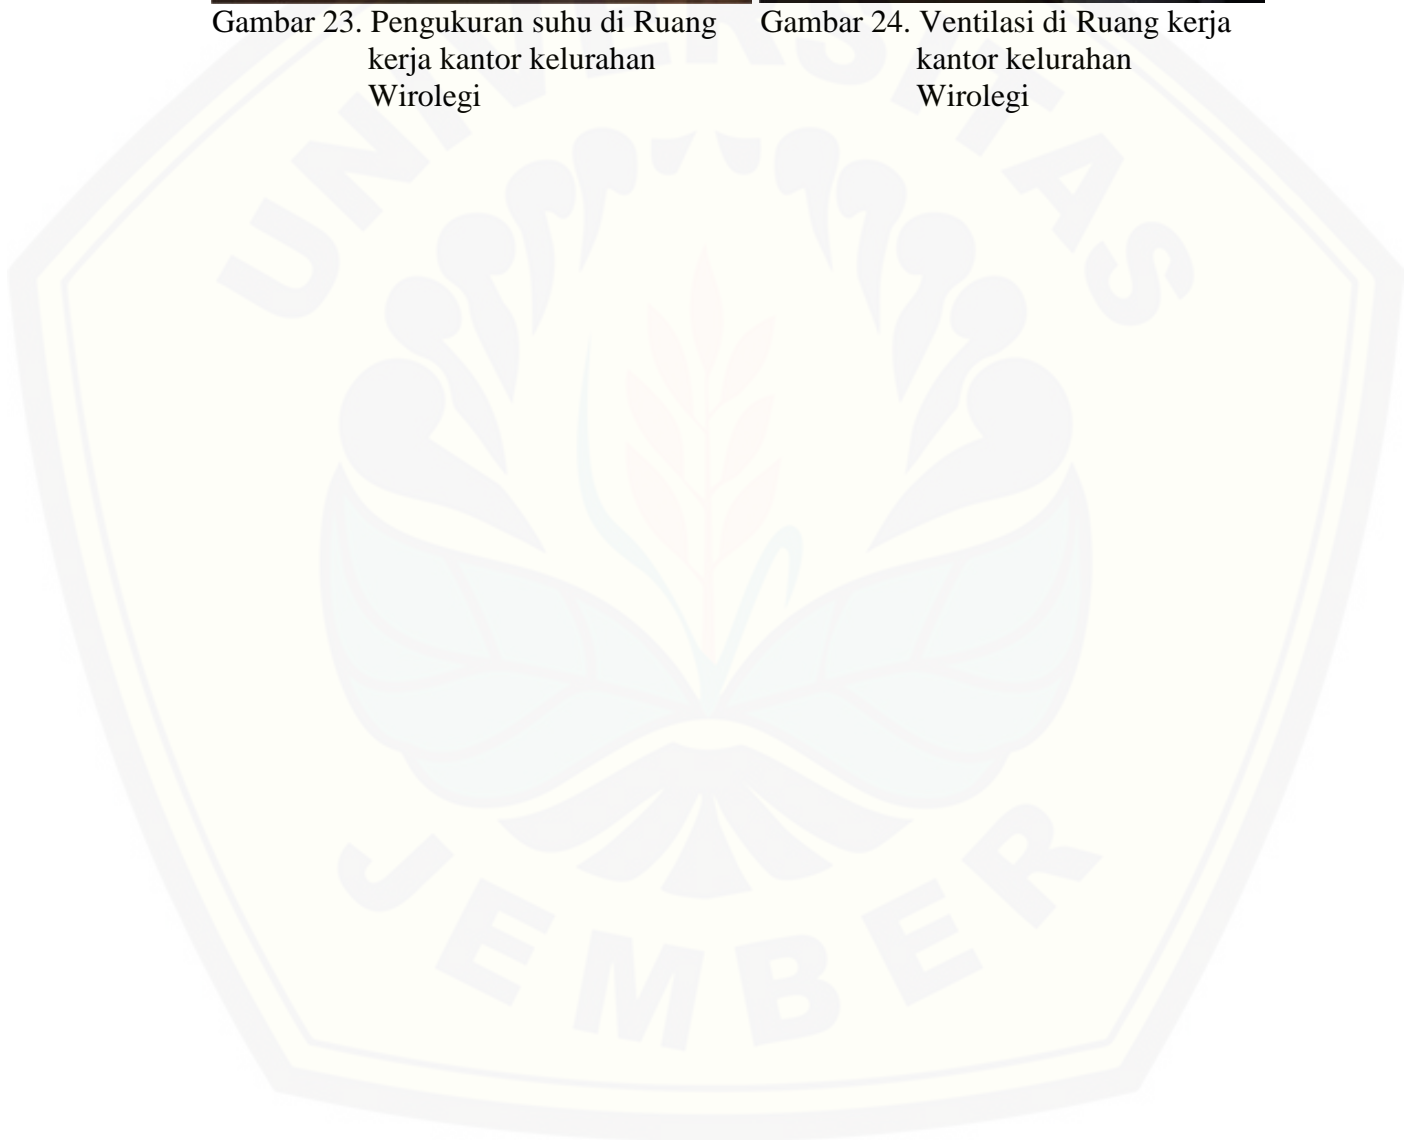 Gambar 23. Pengukuran suhu di Ruang
kerja kantor kelurahan
Wirolegi
Gambar 24. Ventilasi di Ruang kerja
kantor kelurahan
Wirolegi
UNIVERSITAS
JEMBER